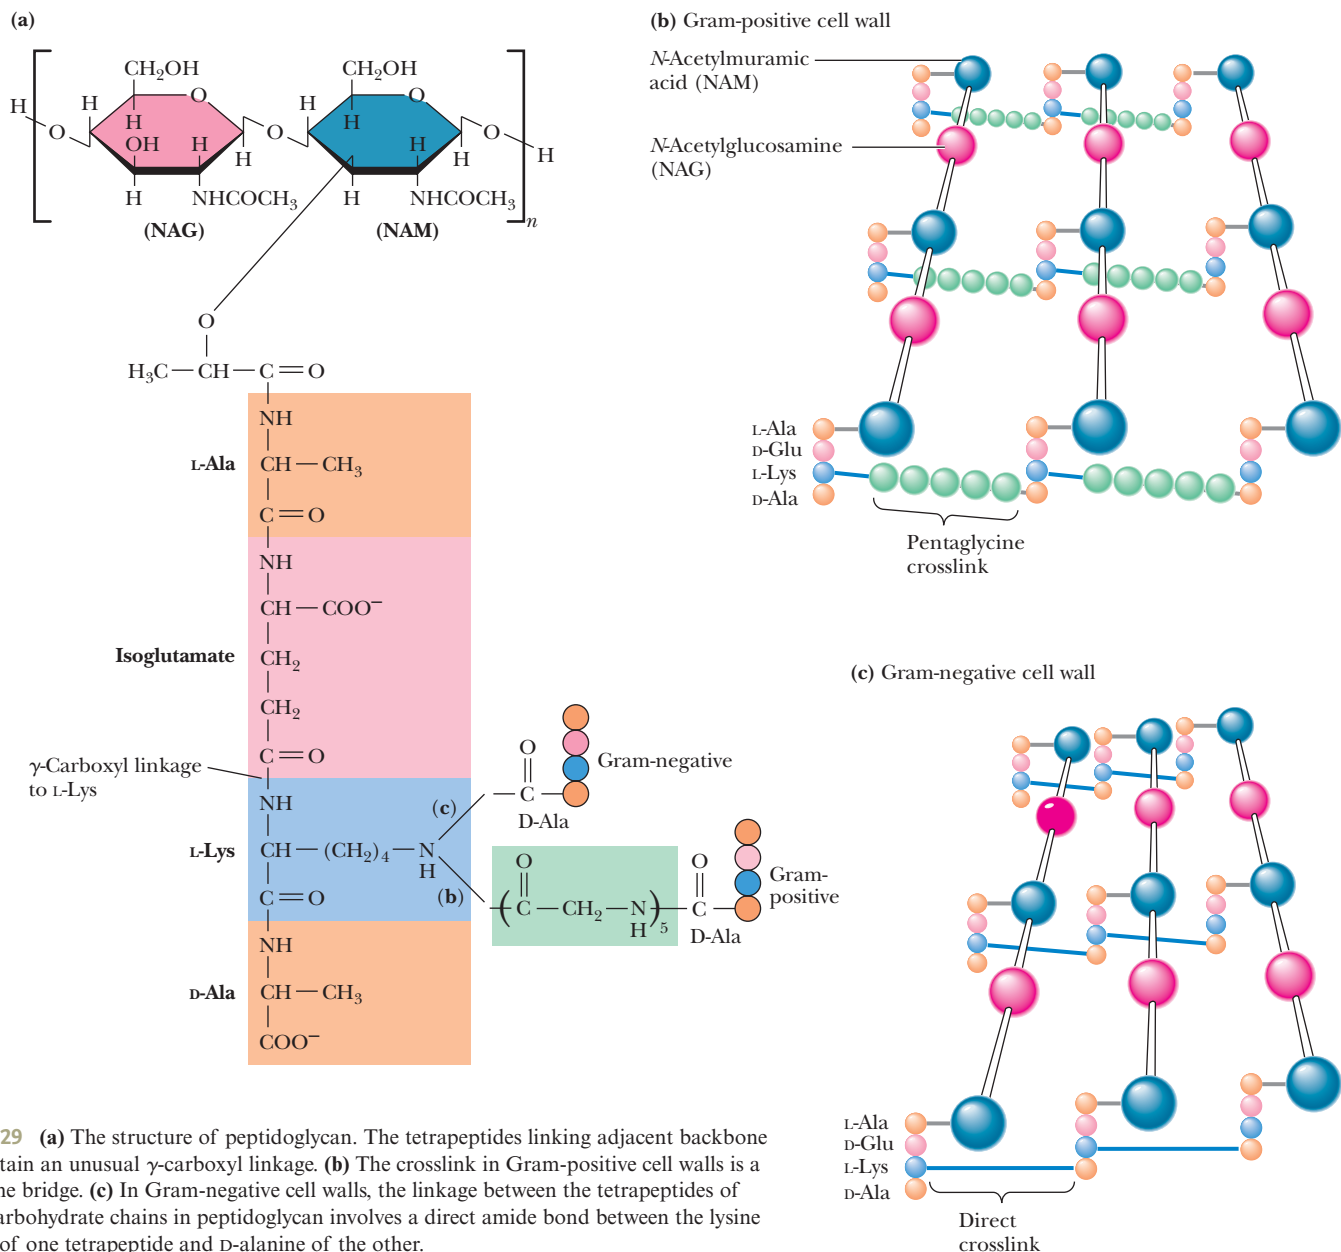 (a)
CH2OH
CH2OH
H
H
O
H
O
O
H
O
H
O
H
OH
H
H
H
H
H
H
NHCOCH3
H
NHCOCH3
n
(NAG)
(NAM)
O
H3C—CH—C=O
NH
L-Ala
CH—CH3
C=O
NH
CH—COO−
Isoglutamate
CH2
CH2
C=O
γ-Carboxyl linkage
to L-Lys
NH
L-Lys
CH—(CH2)4—N
H
C=O
NH
D-Ala
CH—CH3
COO−
(c)
O
C
D-Ala
Gram-negative
(b)
O
(C—CH2—N)5
H
O
C
D-Ala
Gram-
positive
(b) Gram-positive cell wall
N-Acetylmuramic
acid (NAM)
N-Acetylglucosamine
(NAG)
L-Ala
D-Glu
L-Lys
D-Ala
Pentaglycine
crosslink
(c) Gram-negative cell wall
L-Ala
D-Glu
L-Lys
D-Ala
Direct
crosslink
29 (a) The structure of peptidoglycan. The tetrapeptides linking adjacent backbone
tain an unusual γ-carboxyl linkage. (b) The crosslink in Gram-positive cell walls is a
ne bridge. (c) In Gram-negative cell walls, the linkage between the tetrapeptides of
arbohydrate chains in peptidoglycan involves a direct amide bond between the lysine
of one tetrapeptide and D-alanine of the other.